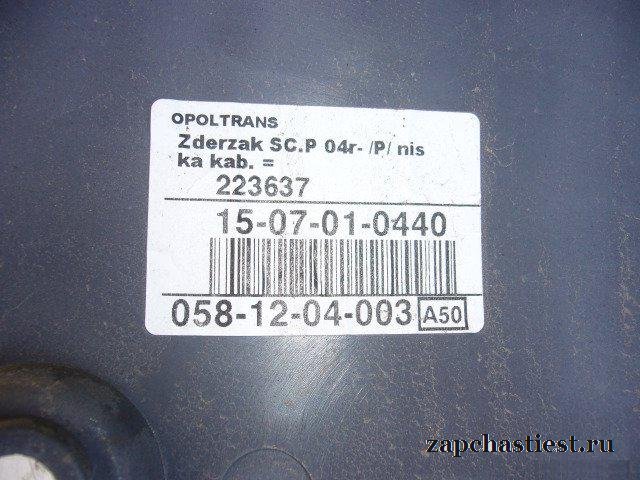 OPOLTRANS
Zderzak SC.P 04r- /P/ nis
ka kab. =
223637
15-07-01-0440
058-12-04-003 A50
zapchastiest.ru